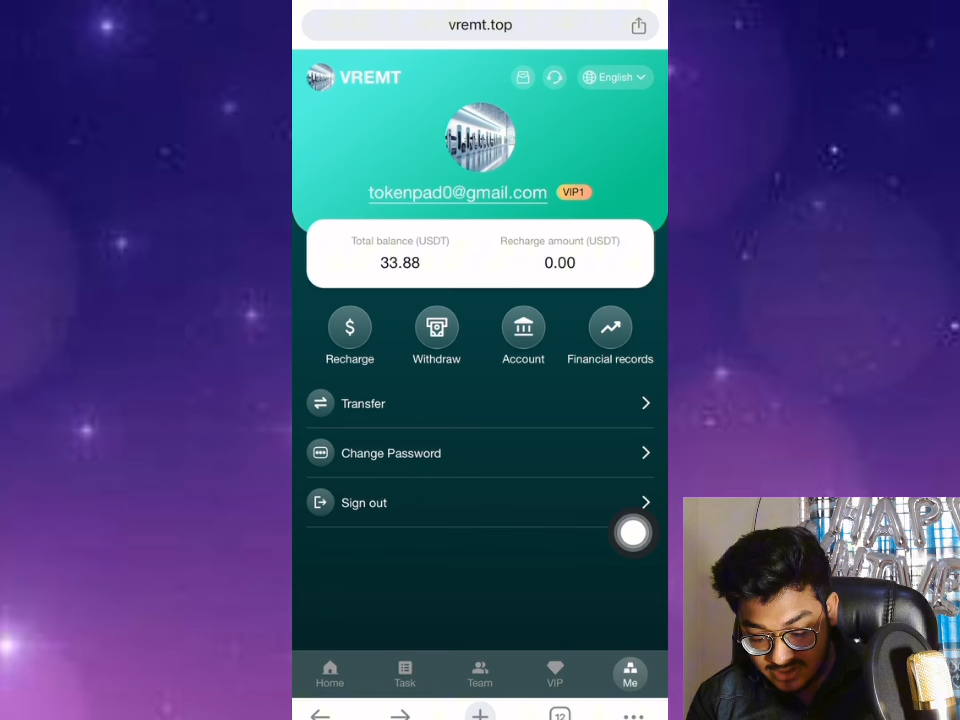 vremt.top
VREMT
English
tokenpad0@gmail.com VIP1
Total balance (USDT) Recharge amount (USDT)
33.88 0.00
Recharge Withdraw Account Financial records
Transfer
Change Password
Sign out
Home Task Team VIP Me
12